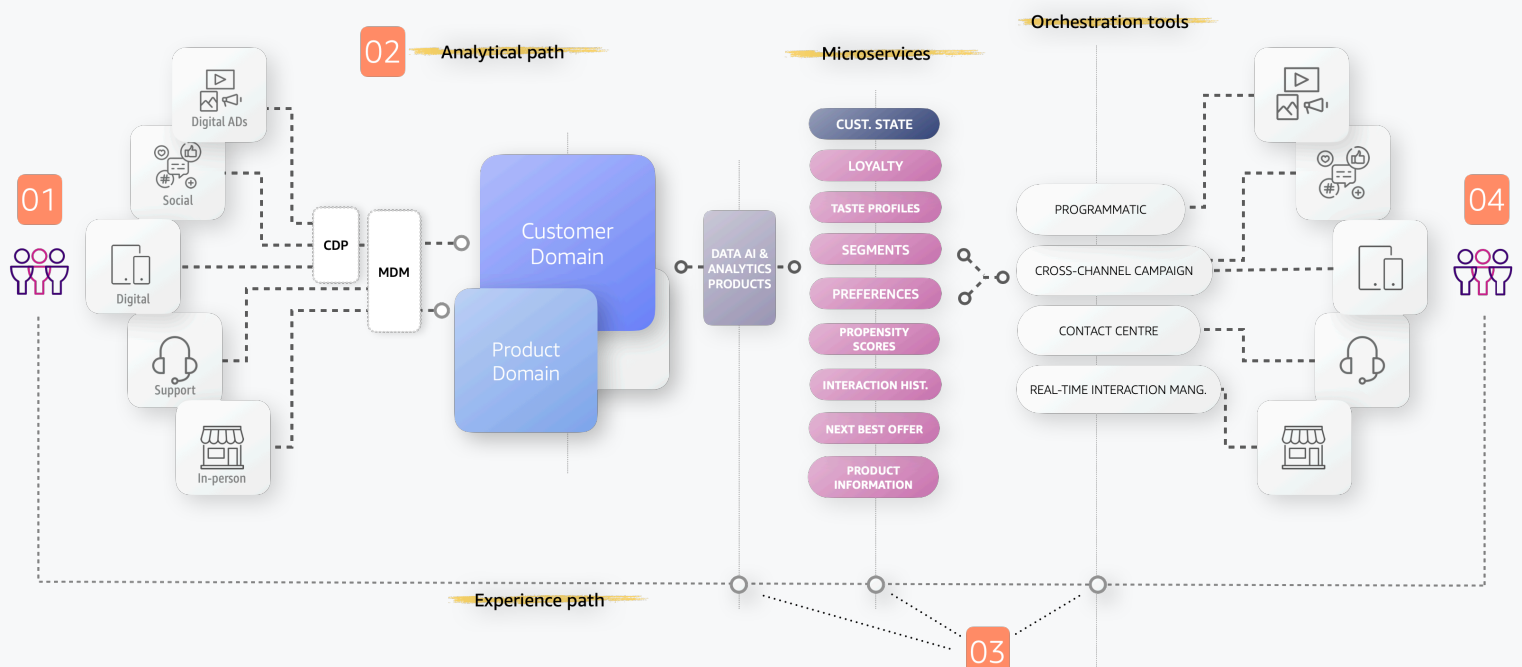 Orchestration tools
02
Analytical path
Microservices
Digital ADs
Social
Digital
Support
In-person
01
CDP
MDM
Customer
Domain
Product
Domain
DATA AI &
ANALYTICS
PRODUCTS
CUST. STATE
LOYALTY
TASTE PROFILES
SEGMENTS
PREFERENCES
PROPENSITY
SCORES
INTERACTION HIST.
NEXT BEST OFFER
PRODUCT
INFORMATION
PROGRAMMATIC
CROSS-CHANNEL CAMPAIGN
CONTACT CENTRE
REAL-TIME INTERACTION MANG.
04
#
#
Experience path
03